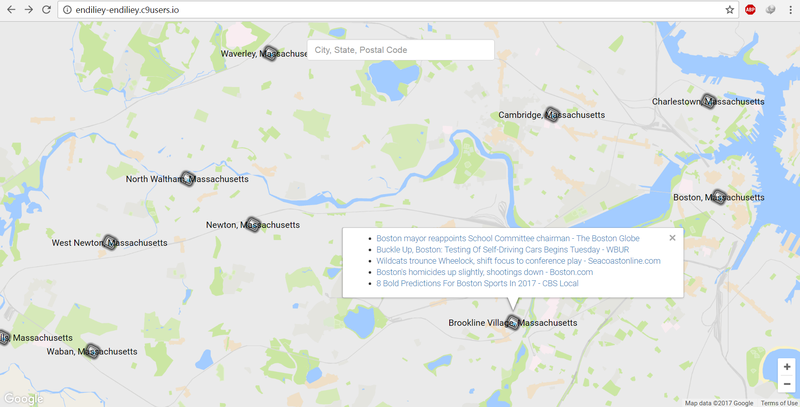 endiliey-endiliey.c9users.io
ABP
Waverley, Massachuse
City, State, Postal Code
Charlestown, Massachusetts
Cambridge, Massachusetts
North Waltham, Massachusetts
Boston, Massachusetts
Newton, Massachusetts
West Newton, Massachusetts
Boston mayor reappoints School Committee chairman - The Boston Globe
Buckle Up, Boston: Testing Of Self-Driving Cars Begins Tuesday - WBUR
Wildcats trounce Wheelock, shift focus to conference play - Seacoastonline.com
Boston's homicides up slightly, shootings down - Boston.com
8 Bold Predictions For Boston Sports In 2017 - CBS Local
Brookline Village, Massachusetts
Massachusetts
Waban, Massachusetts
Google
Map data ©2017 Google
Terms of Use